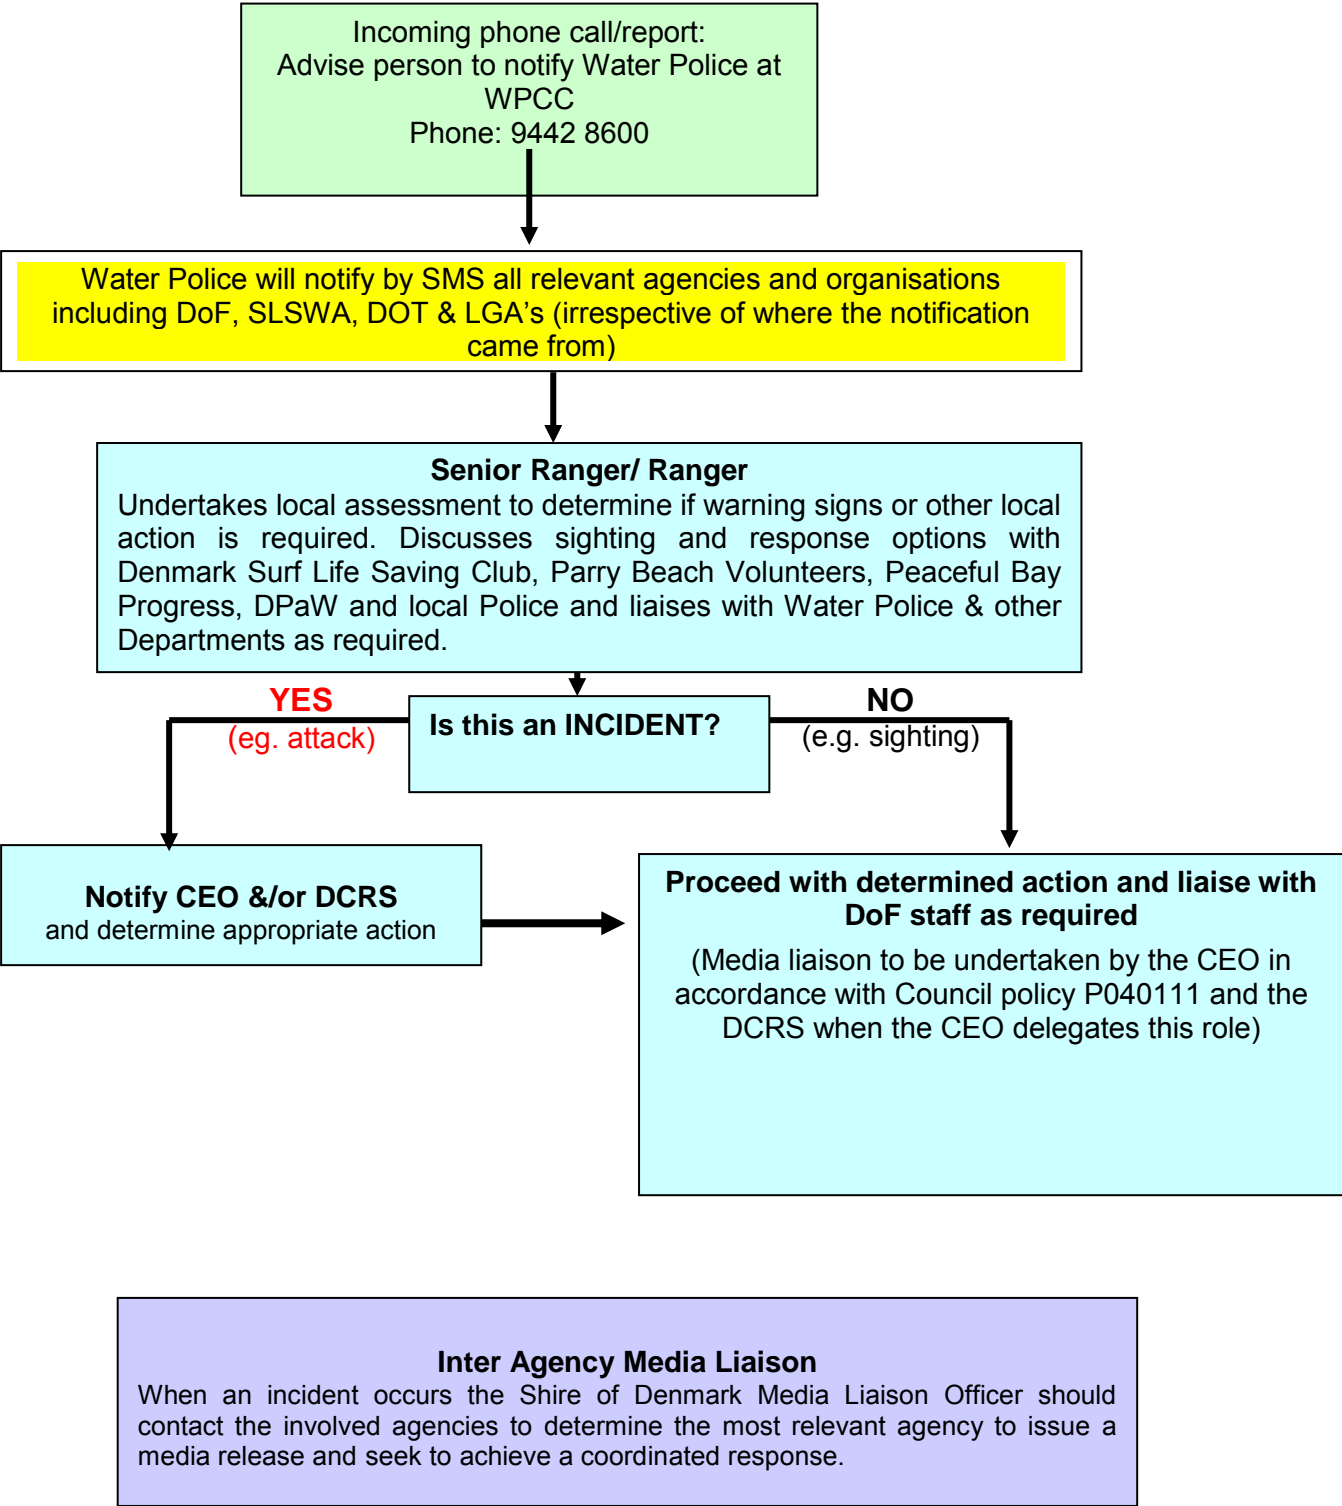 Incoming phone call/report:
Advise person to notify Water Police at
WPCC
Phone: 9442 8600
Water Police will notify by SMS all relevant agencies and organisations
including DoF, SLSWA, DOT & LGA’s (irrespective of where the notification
came from)
Senior Ranger/ Ranger
Undertakes local assessment to determine if warning signs or other local
action is required. Discusses sighting and response options with
Denmark Surf Life Saving Club, Parry Beach Volunteers, Peaceful Bay
Progress, DPaW and local Police and liaises with Water Police & other
Departments as required.
YES
(eg. attack)
Is this an INCIDENT?
NO
(e.g. sighting)
Notify CEO &/or DCRS
and determine appropriate action
Proceed with determined action and liaise with
DoF staff as required
(Media liaison to be undertaken by the CEO in
accordance with Council policy P040111 and the
DCRS when the CEO delegates this role)
Inter Agency Media Liaison
When an incident occurs the Shire of Denmark Media Liaison Officer should
contact the involved agencies to determine the most relevant agency to issue a
media release and seek to achieve a coordinated response.